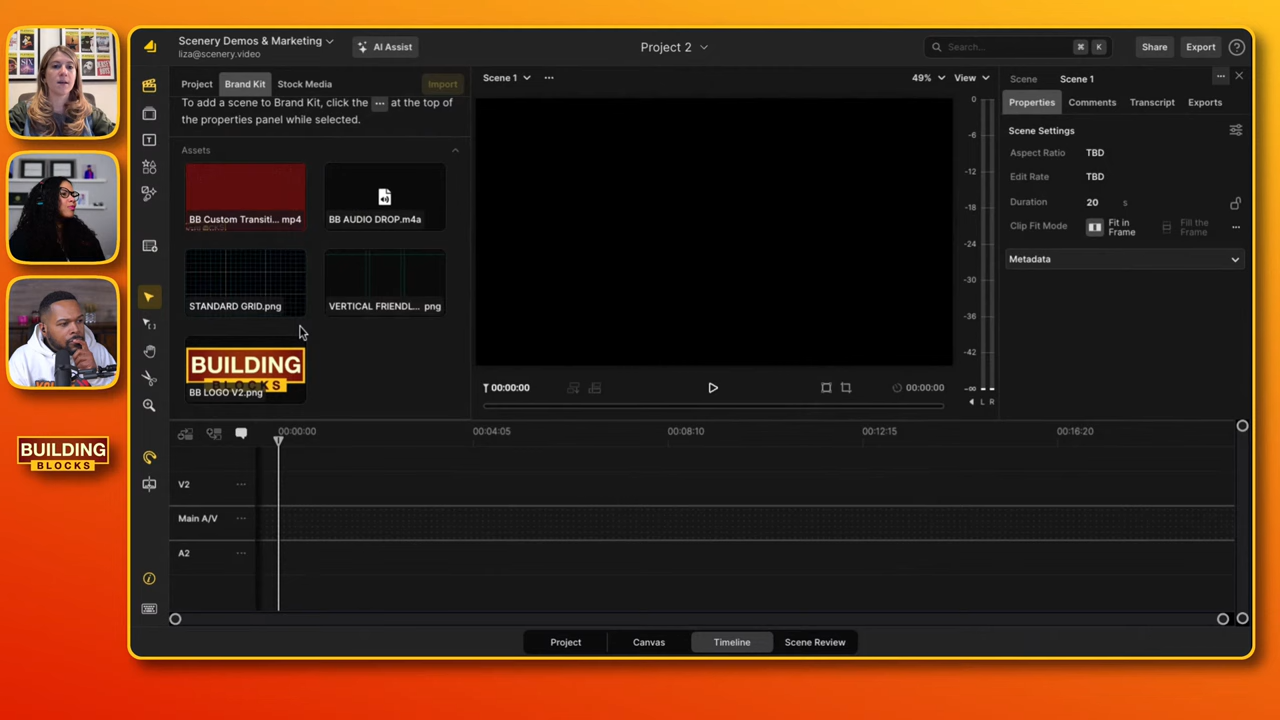 Scenery Demos & Marketing
liza@scenery.video
AI Assist
Project 2
Search...
⌘
K
Share
Export
Project
Brand Kit
Stock Media
Import
To add a scene to Brand Kit, click the ... at the top of
the properties panel while selected.
Assets
BB Custom Transiti... mp4
BB AUDIO DROP.m4a
STANDARD GRID.png
VERTICAL FRIENDL... png
BUILDING
BLOCKS
BB LOGO V2.png
Scene 1
49%
View
0
-6
-12
-18
-24
-30
-36
-42
-∞
L R
00:00:00
00:00:00
Scene
Scene 1
Properties
Comments
Transcript
Exports
Scene Settings
Aspect Ratio
TBD
Edit Rate
TBD
Duration
20
s
Clip Fit Mode
Fit in
Frame
Fill the
Frame
Metadata
00:00:00
00:04:05
00:08:10
00:12:15
00:16:20
V2
Main A/V
A2
Project
Canvas
Timeline
Scene Review
BUILDING
BLOCKS